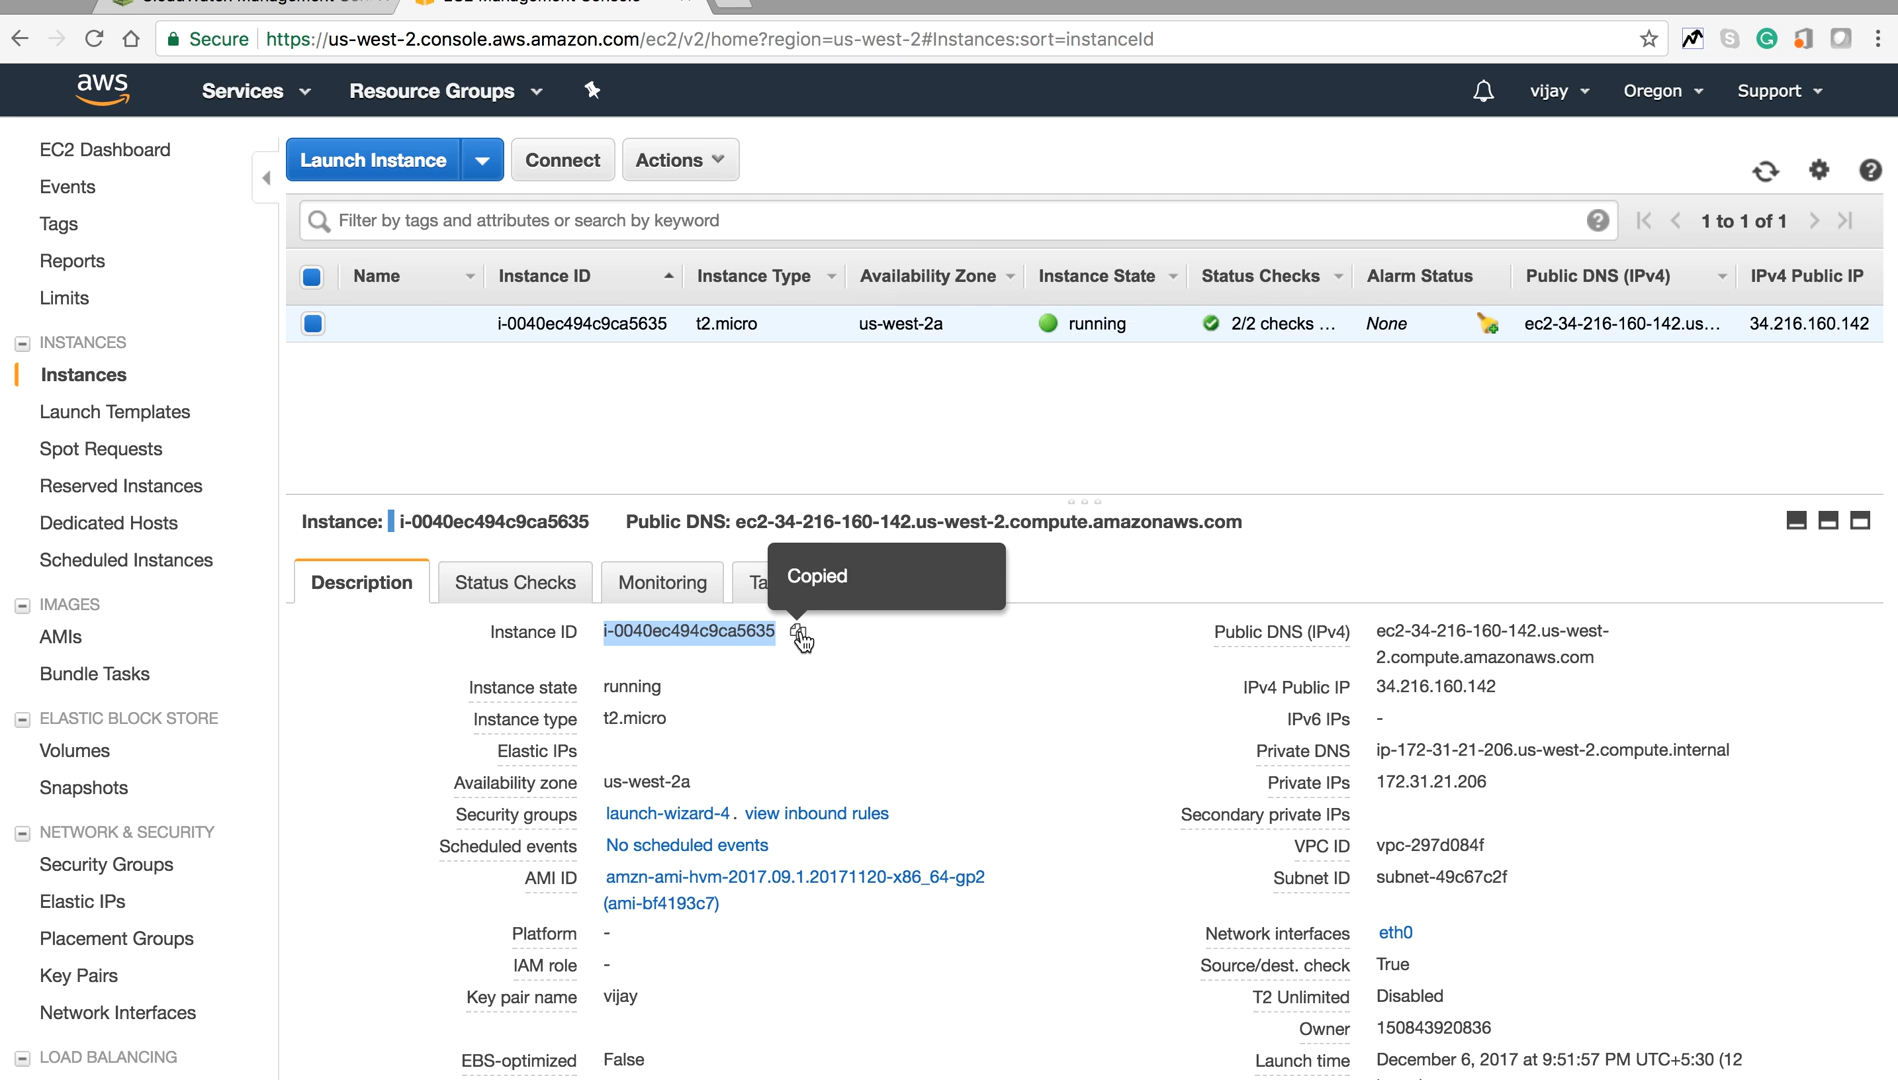 Secure
https://us-west-2.console.aws.amazon.com/ec2/v2/home?region=us-west-2#Instances:sort=instanceId
aws
Services
Resource Groups
vijay
Oregon
Support
EC2 Dashboard
Events
Tags
Reports
Limits
INSTANCES
Instances
Launch Templates
Spot Requests
Reserved Instances
Dedicated Hosts
Scheduled Instances
IMAGES
AMIs
Bundle Tasks
ELASTIC BLOCK STORE
Volumes
Snapshots
NETWORK & SECURITY
Security Groups
Elastic IPs
Placement Groups
Key Pairs
Network Interfaces
LOAD BALANCING
Launch Instance
Connect
Actions
Filter by tags and attributes or search by keyword
1 to 1 of 1
Name
Instance ID
Instance Type
Availability Zone
Instance State
Status Checks
Alarm Status
Public DNS (IPv4)
IPv4 Public IP
i-0040ec494c9ca5635
t2.micro
us-west-2a
running
2/2 checks ...
None
ec2-34-216-160-142.us...
34.216.160.142
Instance: i-0040ec494c9ca5635 Public DNS: ec2-34-216-160-142.us-west-2.compute.amazonaws.com
Description
Status Checks
Monitoring
Ta
Copied
Instance ID i-0040ec494c9ca5635
Instance state running
Instance type t2.micro
Elastic IPs
Availability zone us-west-2a
Security groups launch-wizard-4. view inbound rules
Scheduled events No scheduled events
AMI ID amzn-ami-hvm-2017.09.1.20171120-x86_64-gp2
(ami-bf4193c7)
Platform -
IAM role -
Key pair name vijay
EBS-optimized False
Public DNS (IPv4) ec2-34-216-160-142.us-west-
2.compute.amazonaws.com
IPv4 Public IP 34.216.160.142
IPv6 IPs -
Private DNS ip-172-31-21-206.us-west-2.compute.internal
Private IPs 172.31.21.206
Secondary private IPs
VPC ID vpc-297d084f
Subnet ID subnet-49c67c2f
Network interfaces eth0
Source/dest. check True
T2 Unlimited Disabled
Owner 150843920836
Launch time December 6, 2017 at 9:51:57 PM UTC+5:30 (12